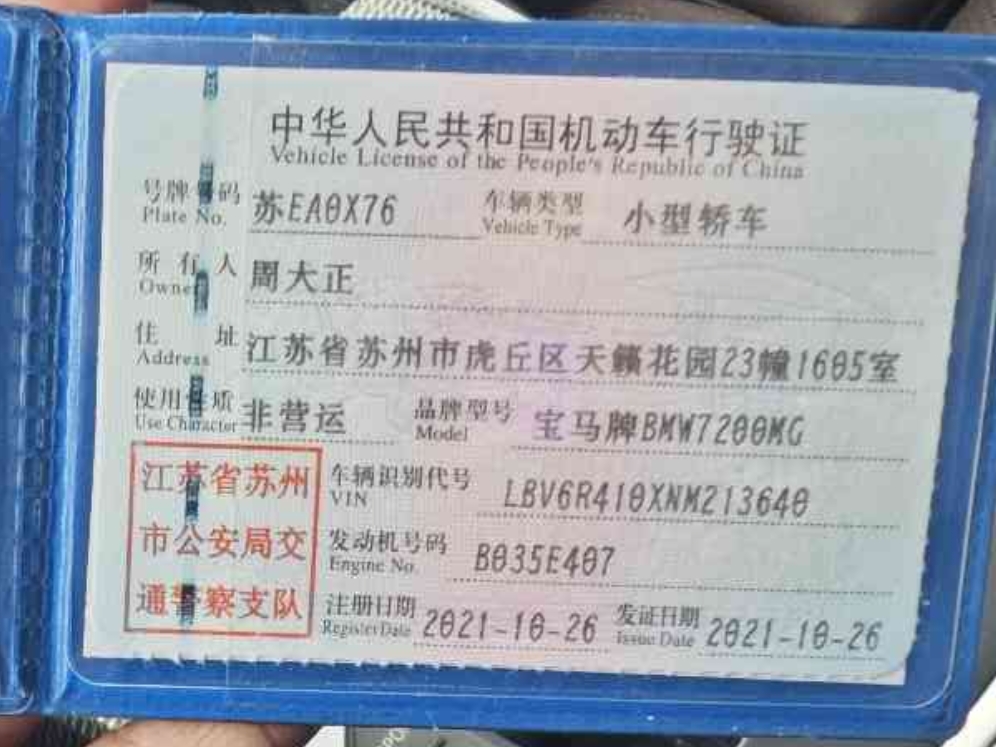 中华人民共和国机动车行驶证
Vehicle License of the People's Republic of China
号牌号码 苏EA0X76 车辆类型 小型轿车
Plate No. Vehicle Type
所有人 周大正
Owner
住址 江苏省苏州市虎丘区天籁花园23幢1605室
Address
使用性质 非营运 品牌型号 宝马牌BMW7200MG
Use Character Model
江苏省苏州
市公安局交
通警察支队
车辆识别代号 LBV6R410XNM213640
VIN
发动机号码 B035E407
Engine No.
注册日期 2021-10-26 发证日期 2021-10-26
Register Date Issue Date